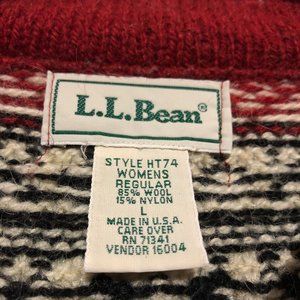 L.L.Bean®
STYLE HT74
WOMENS
REGULAR
85% WOOL
15% NYLON
L
MADE IN U.S.A.
CARE OVER
RN 71341
VENDOR 16004